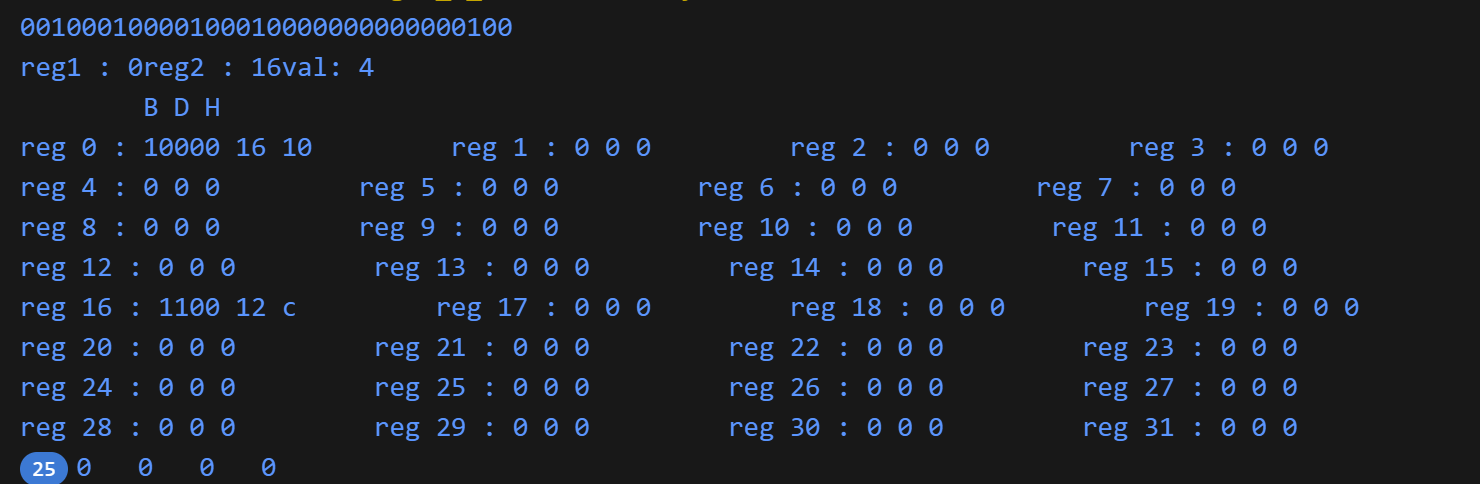 00100010000100010000000000000100
reg1 : 0reg2 : 16val: 4
B D H
reg 0 : 10000 16 10 reg 1 : 0 0 0 reg 2 : 0 0 0 reg 3 : 0 0 0
reg 4 : 0 0 0 reg 5 : 0 0 0 reg 6 : 0 0 0 reg 7 : 0 0 0
reg 8 : 0 0 0 reg 9 : 0 0 0 reg 10 : 0 0 0 reg 11 : 0 0 0
reg 12 : 0 0 0 reg 13 : 0 0 0 reg 14 : 0 0 0 reg 15 : 0 0 0
reg 16 : 1100 12 c reg 17 : 0 0 0 reg 18 : 0 0 0 reg 19 : 0 0 0
reg 20 : 0 0 0 reg 21 : 0 0 0 reg 22 : 0 0 0 reg 23 : 0 0 0
reg 24 : 0 0 0 reg 25 : 0 0 0 reg 26 : 0 0 0 reg 27 : 0 0 0
reg 28 : 0 0 0 reg 29 : 0 0 0 reg 30 : 0 0 0 reg 31 : 0 0 0
25 0 0 0 0